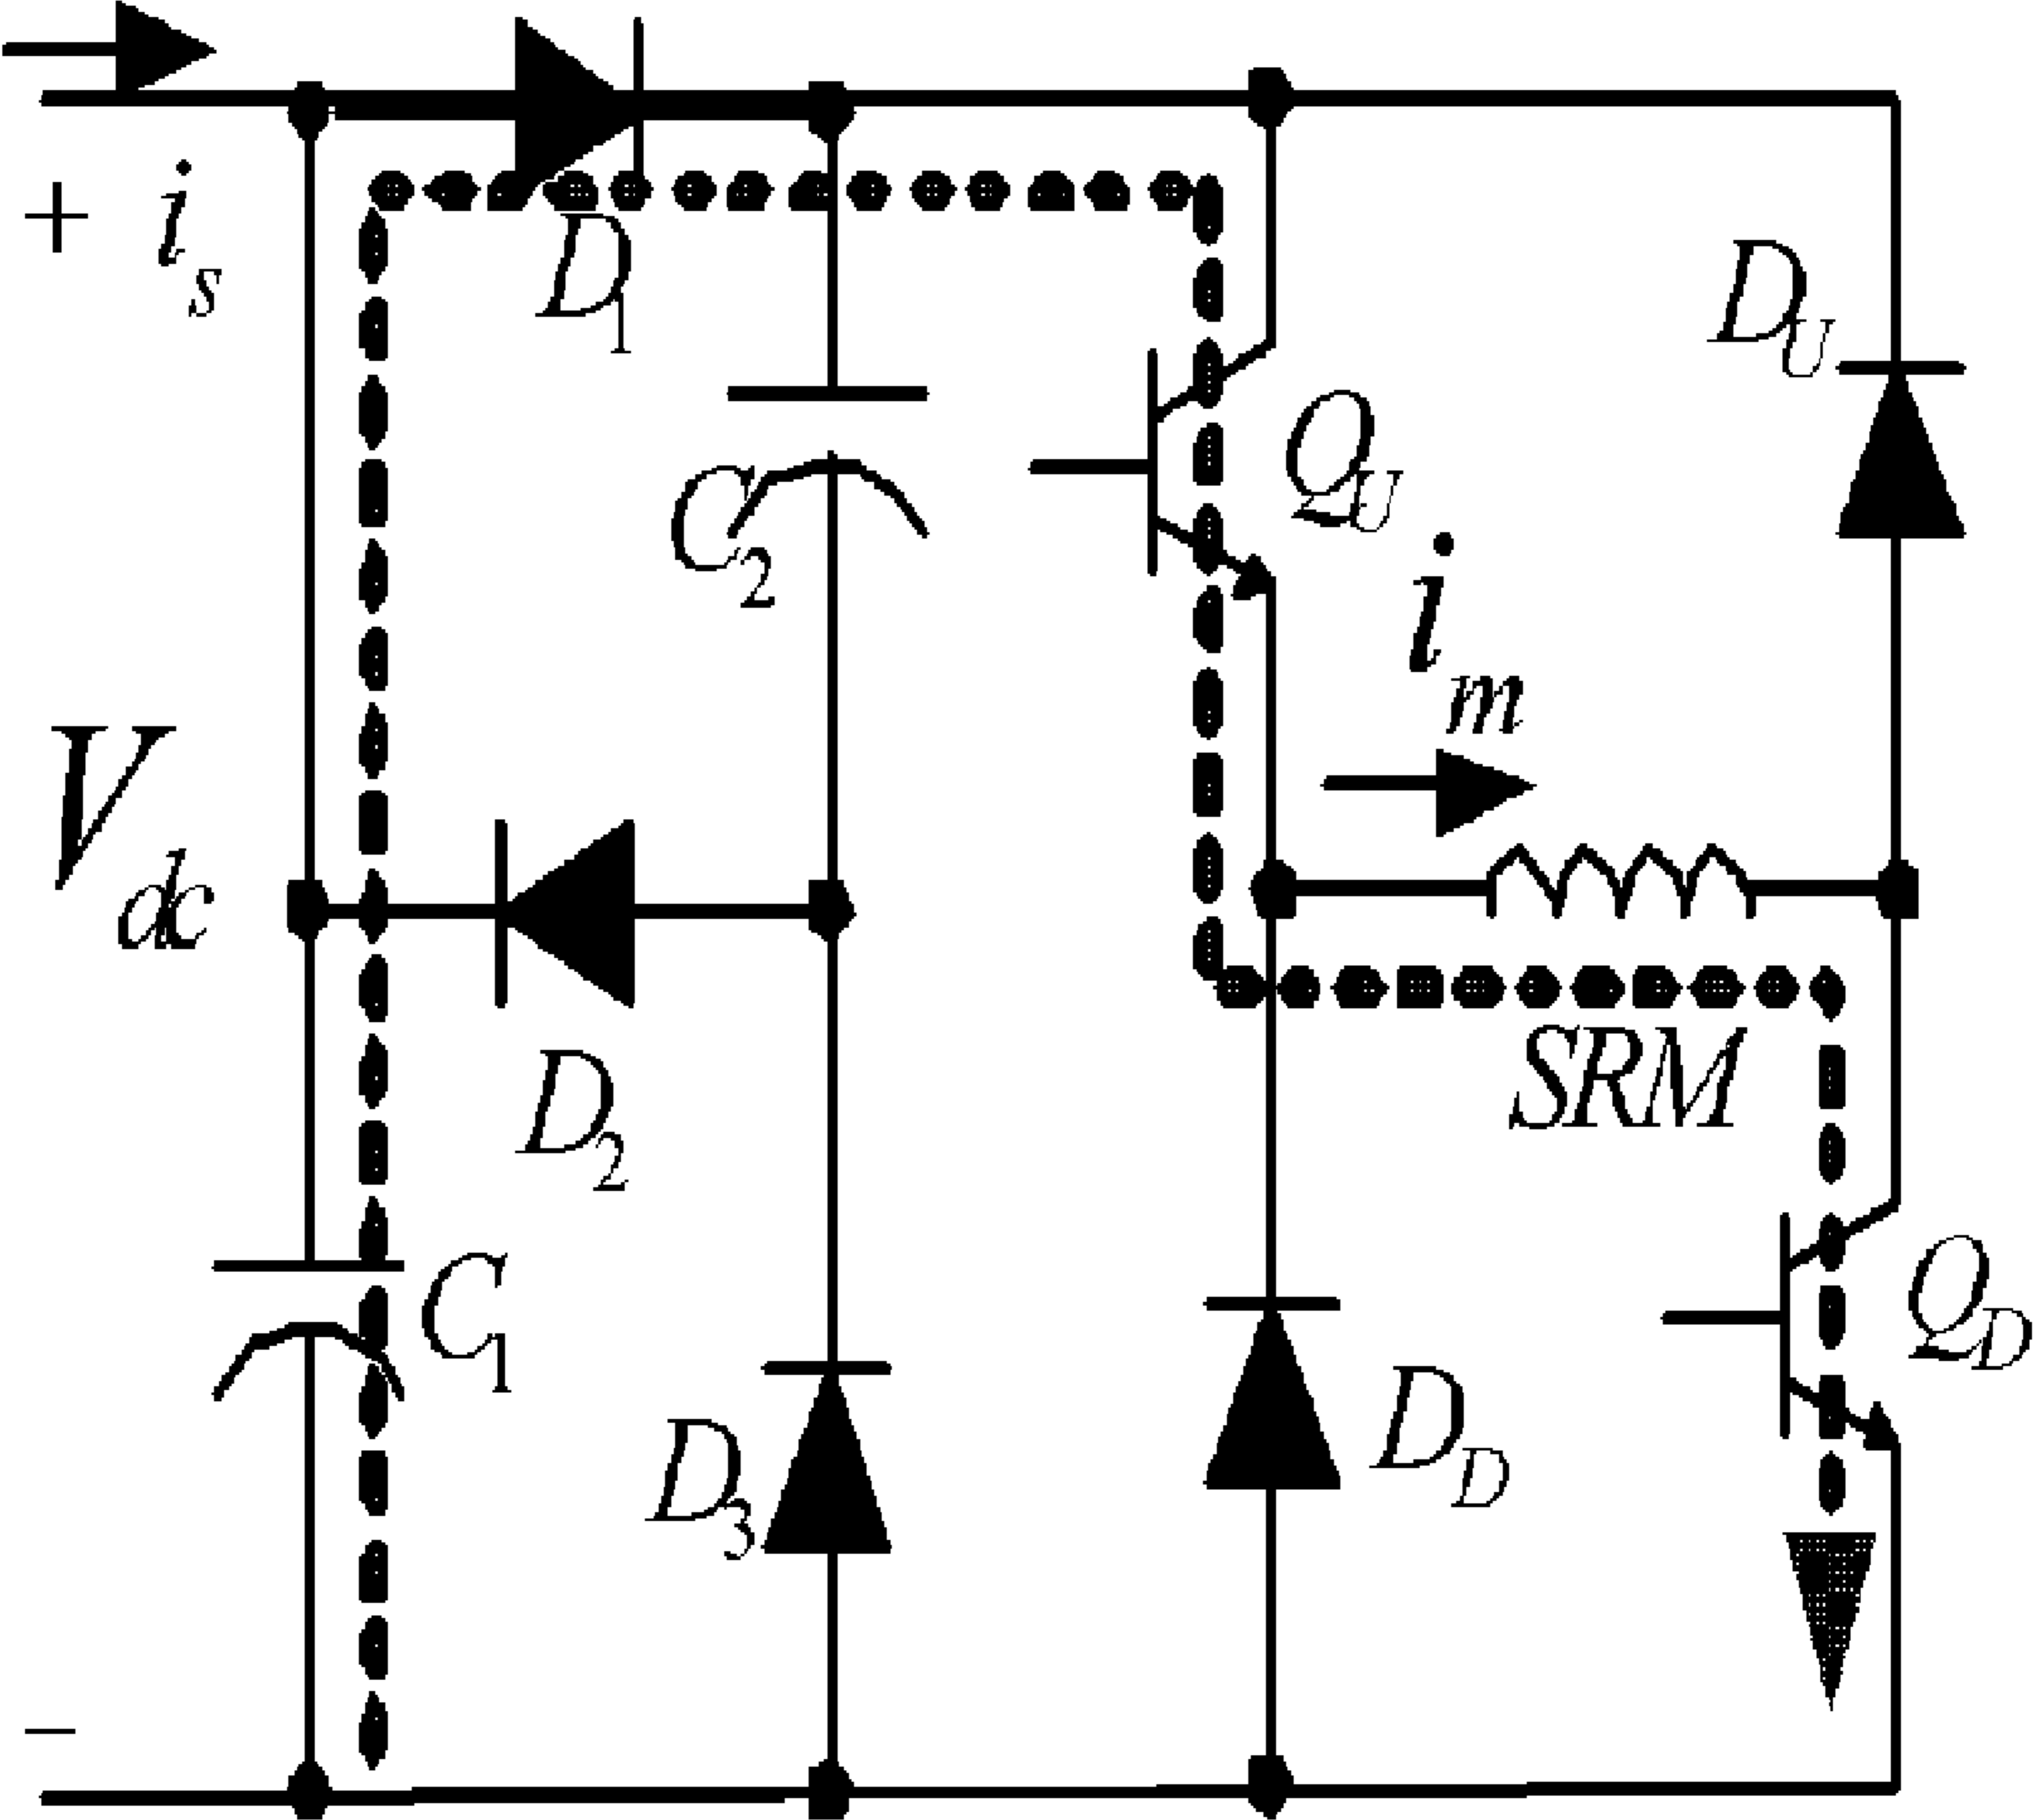 + i_s
D_1
D_U
C_2
Q_U
i_m
V_dc
D_2
SRM
C_1
Q_D
D_D
D_3
−